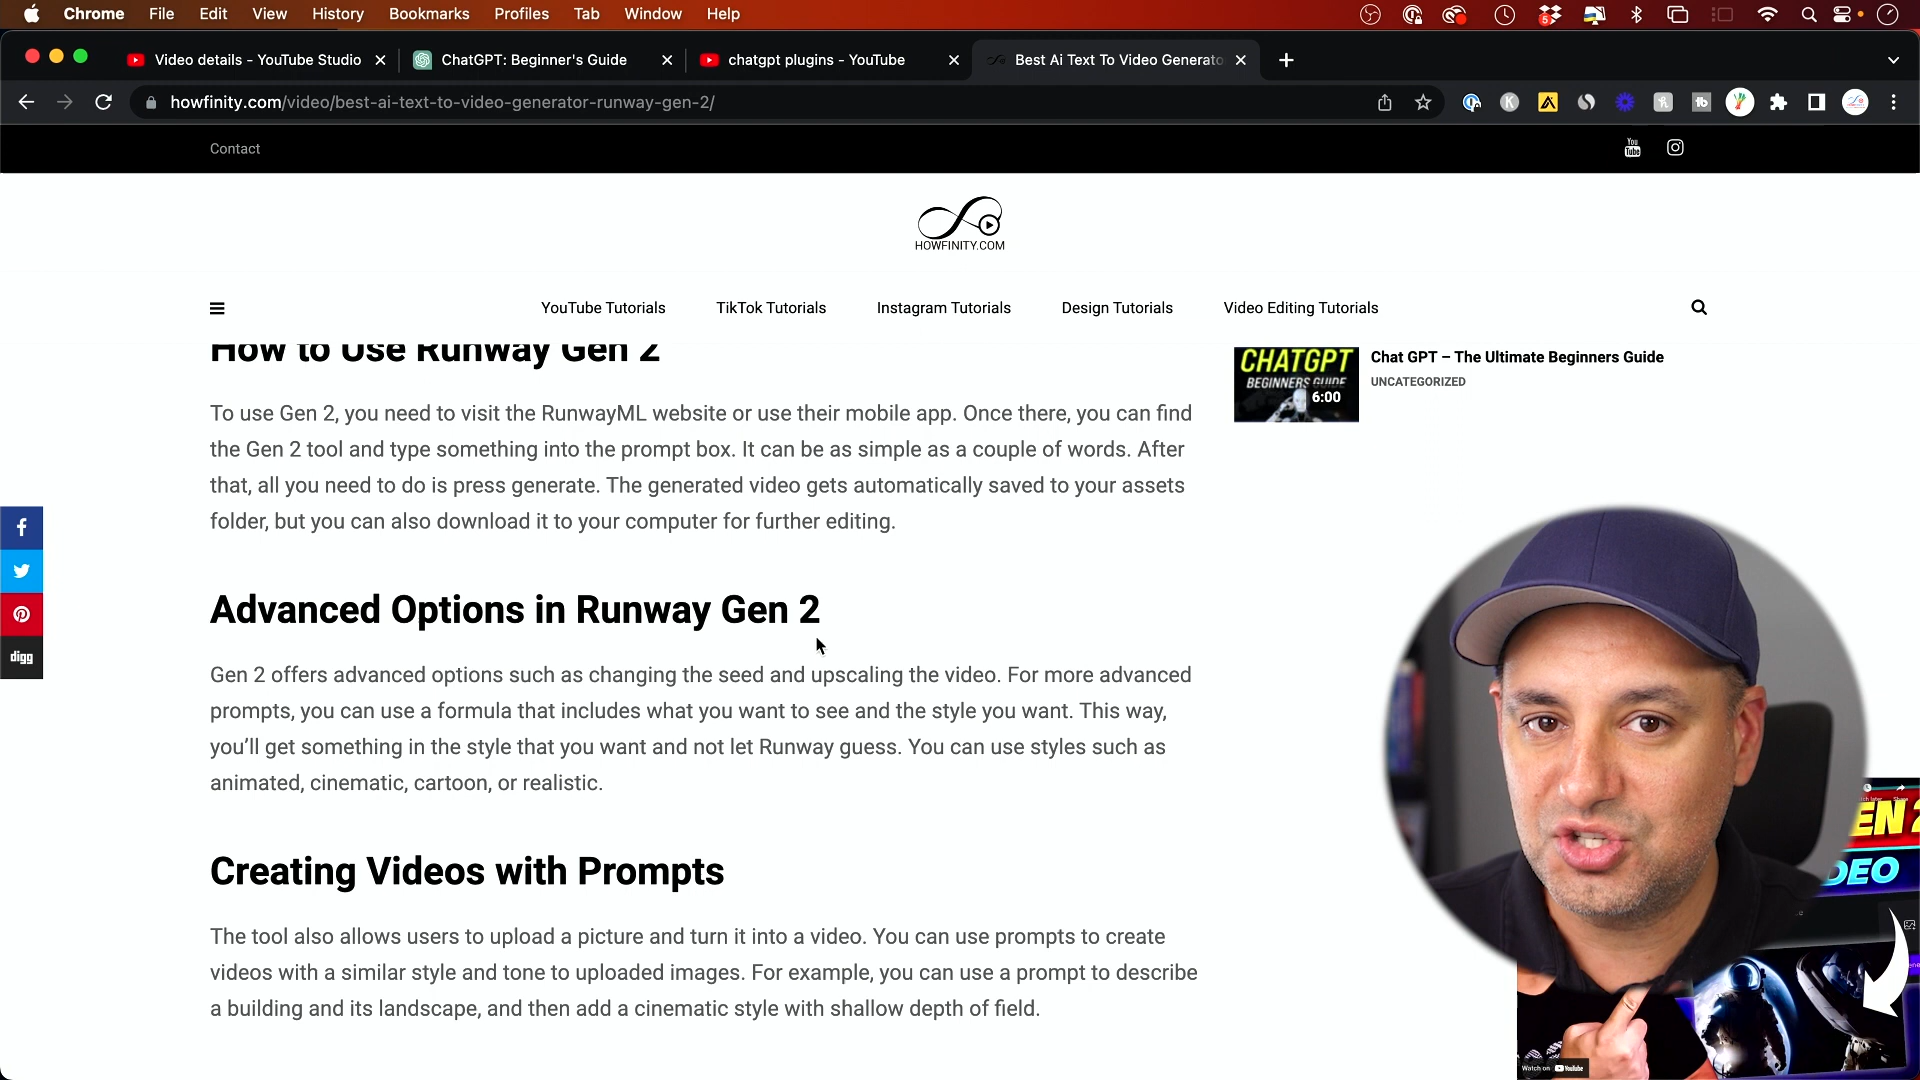 Chrome File Edit View History Bookmarks Profiles Tab Window Help
5
Video details - YouTube Studio
ChatGPT: Beginner's Guide
chatgpt plugins - YouTube
Best Ai Text To Video Generato
howfinity.com/video/best-ai-text-to-video-generator-runway-gen-2/
Contact
You
Tube
HOWFINITY.COM
YouTube Tutorials TikTok Tutorials Instagram Tutorials Design Tutorials Video Editing Tutorials
How to Use Runway Gen 2
To use Gen 2, you need to visit the RunwayML website or use their mobile app. Once there, you can find
the Gen 2 tool and type something into the prompt box. It can be as simple as a couple of words. After
that, all you need to do is press generate. The generated video gets automatically saved to your assets
folder, but you can also download it to your computer for further editing.
CHATGPT
BEGINNERS GUIDE
6:00
Chat GPT – The Ultimate Beginners Guide
UNCATEGORIZED
digg
Advanced Options in Runway Gen 2
Gen 2 offers advanced options such as changing the seed and upscaling the video. For more advanced
prompts, you can use a formula that includes what you want to see and the style you want. This way,
you’ll get something in the style that you want and not let Runway guess. You can use styles such as
animated, cinematic, cartoon, or realistic.
Creating Videos with Prompts
The tool also allows users to upload a picture and turn it into a video. You can use prompts to create
videos with a similar style and tone to uploaded images. For example, you can use a prompt to describe
a building and its landscape, and then add a cinematic style with shallow depth of field.
EN 2
DEO
Watch on YouTube